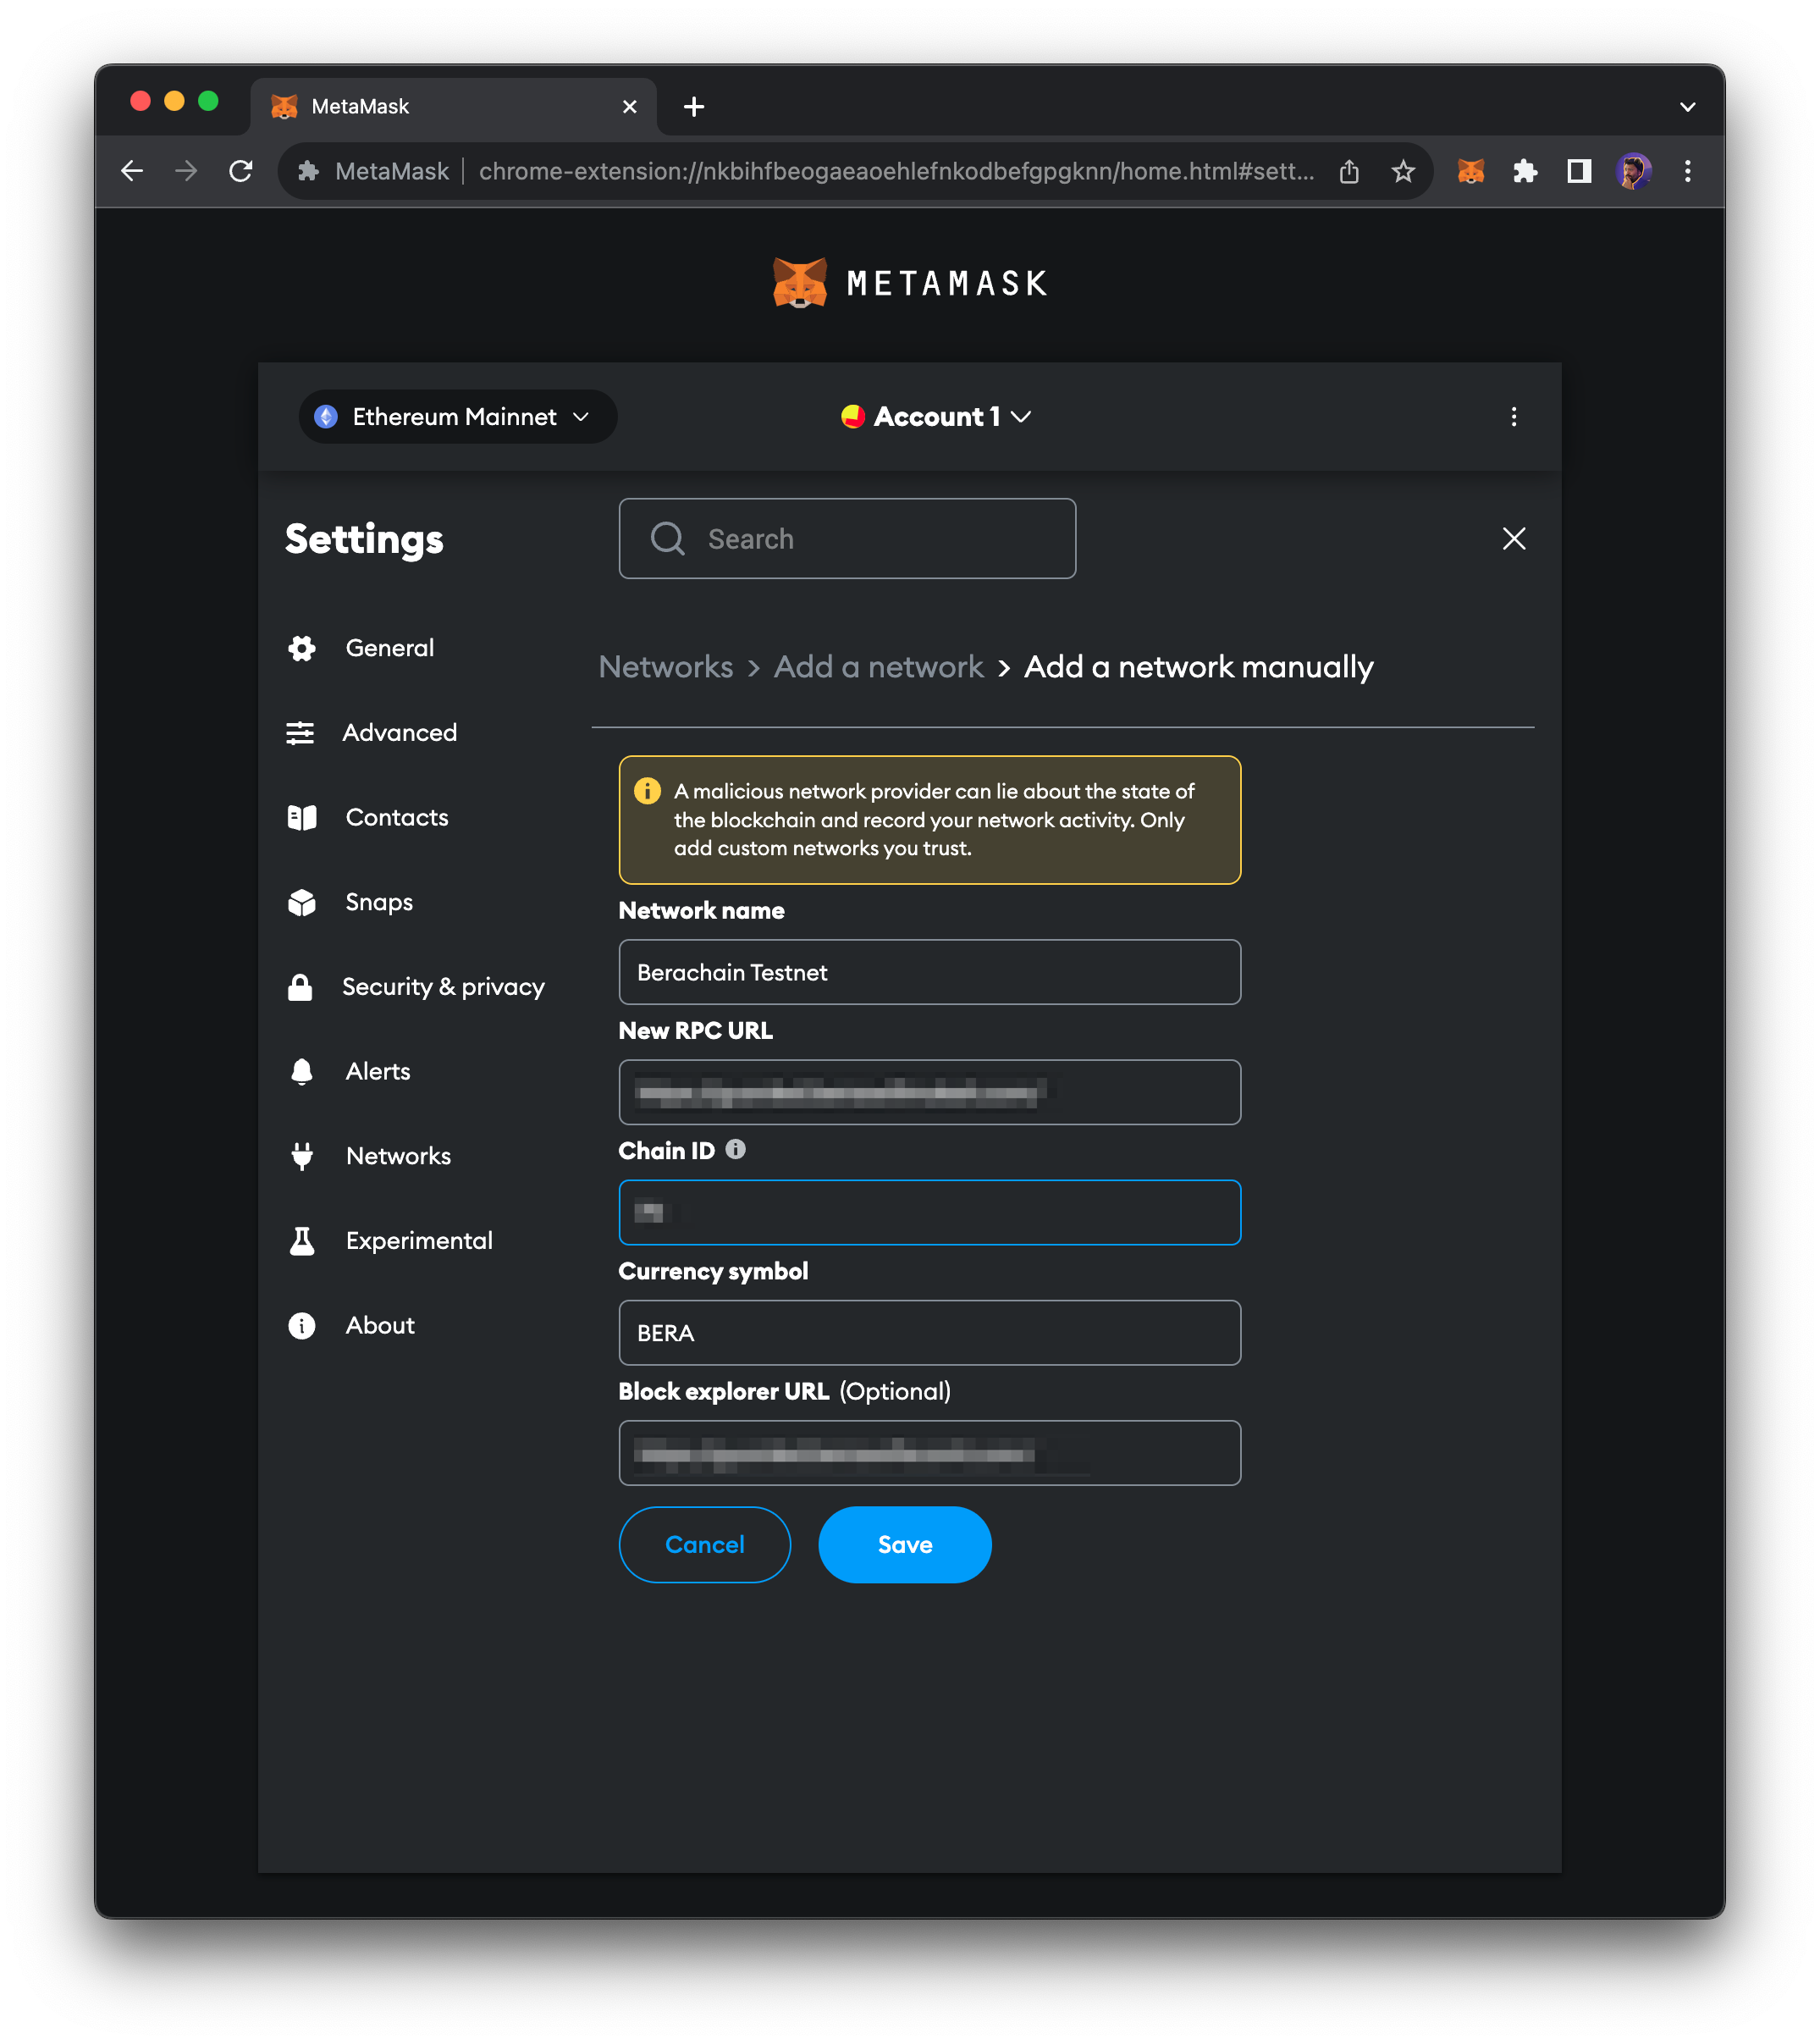 MetaMask
MetaMask chrome-extension://nkbihfbeogaeaoehlefnkodbefgpgknn/home.html#sett...
METAMASK
Ethereum Mainnet
Account 1
Settings
Search
General
Advanced
Contacts
Snaps
Security & privacy
Alerts
Networks
Experimental
About
Networks > Add a network > Add a network manually
A malicious network provider can lie about the state of
the blockchain and record your network activity. Only
add custom networks you trust.
Network name
Berachain Testnet
New RPC URL
Chain ID
Currency symbol
BERA
Block explorer URL (Optional)
Cancel
Save